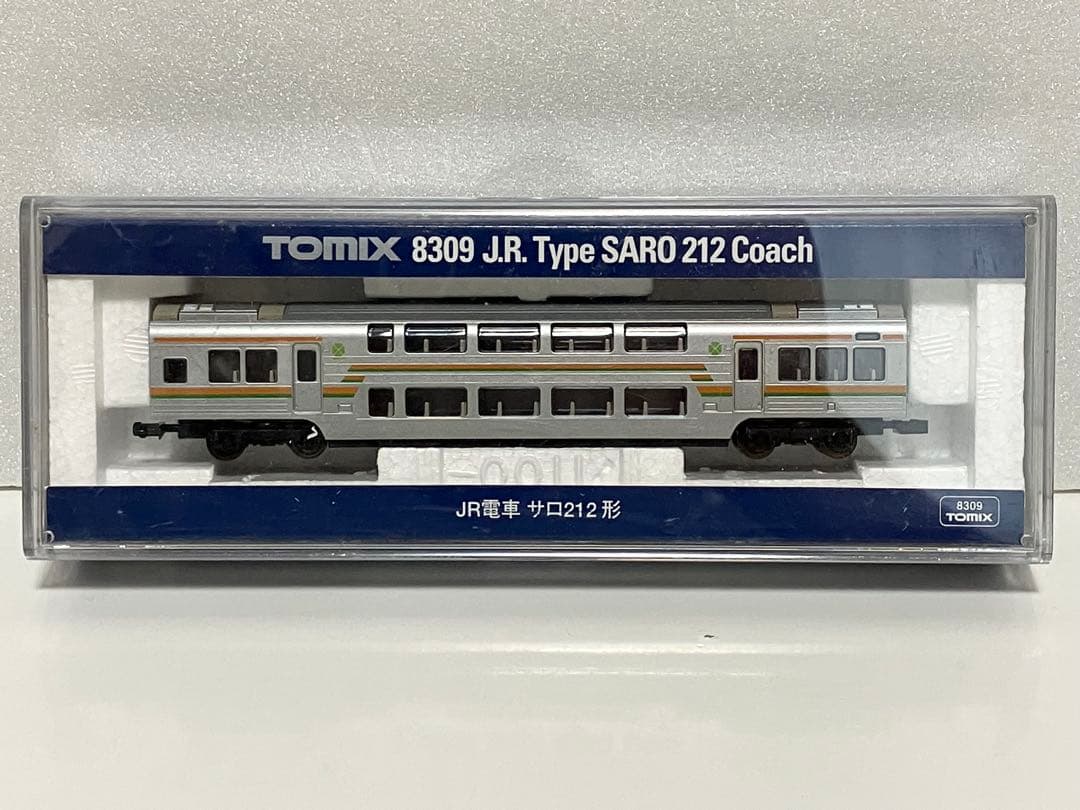 TOMIX 8309 J.R. Type SARO 212 Coach
JR電車 サロ212形
8309
TOMIX